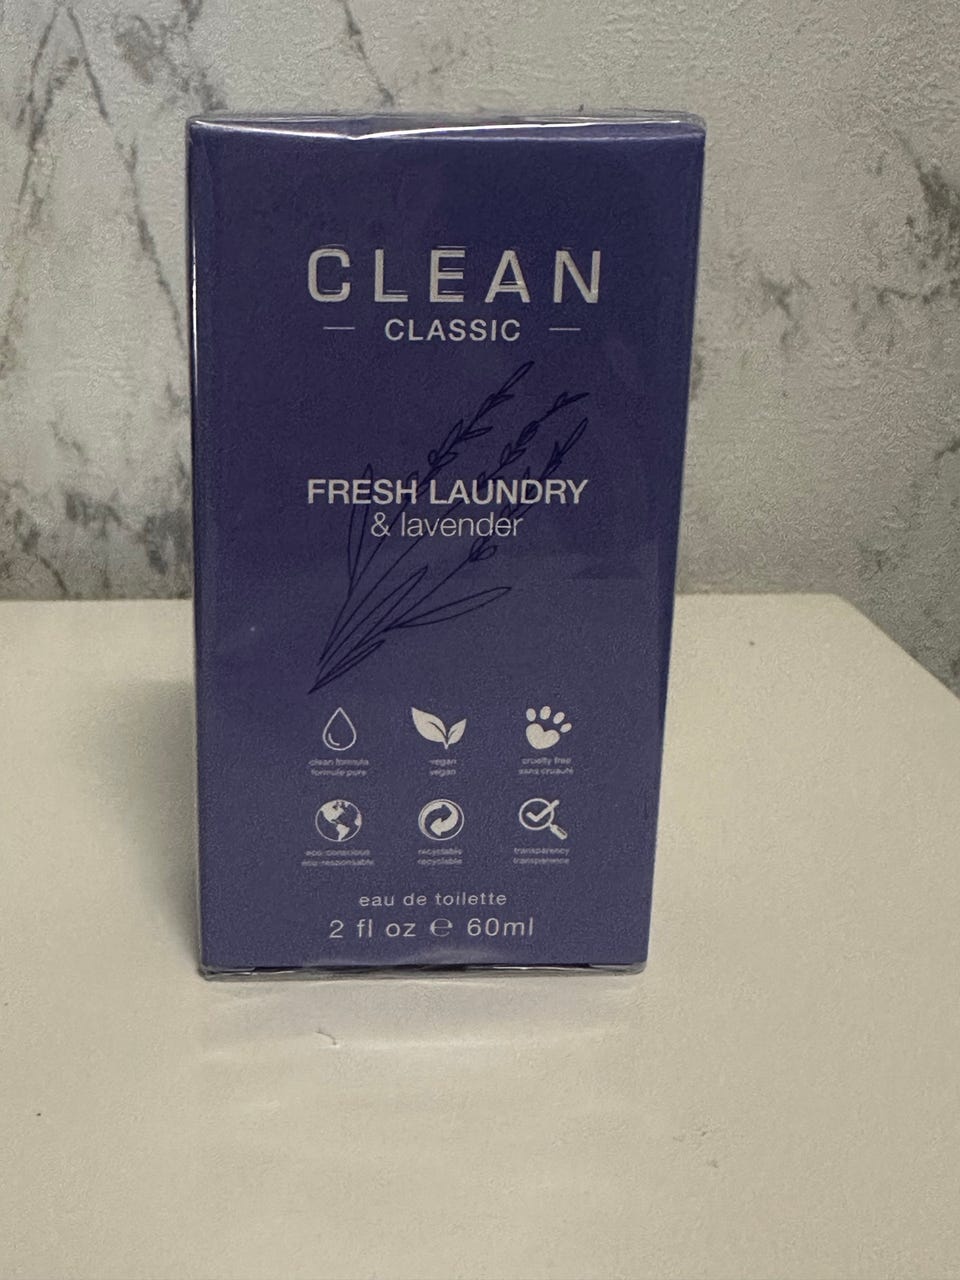 CLEAN
CLASSIC
FRESH LAUNDRY
& lavender
clean formula vegan cruelty free
formule pure vegan sans cruauté
eco-conscious recyclable transparency
éco-responsable recyclable transparence
eau de toilette
2 fl oz ℮ 60ml